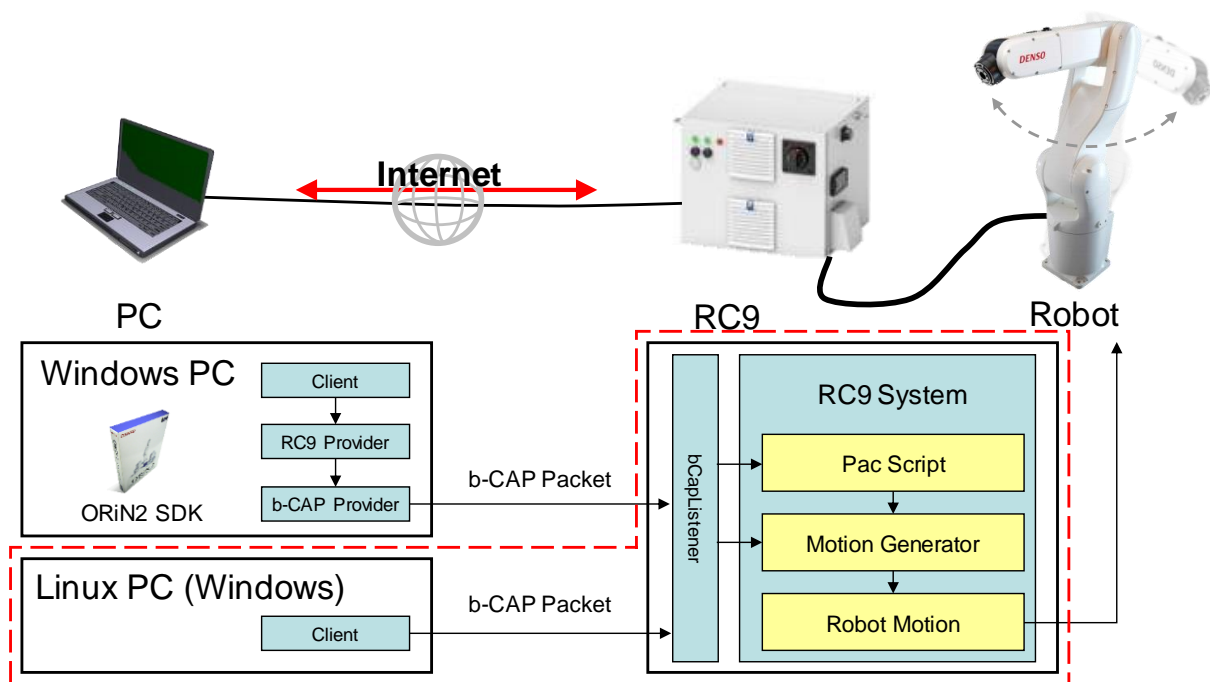 DENSO
DENSO
Internet
PC
RC9
Robot
Windows PC
Client
RC9 Provider
b-CAP Provider
ORiN2 SDK
b-CAP Packet
bCapListener
RC9 System
Pac Script
Motion Generator
Robot Motion
Linux PC (Windows)
Client
b-CAP Packet